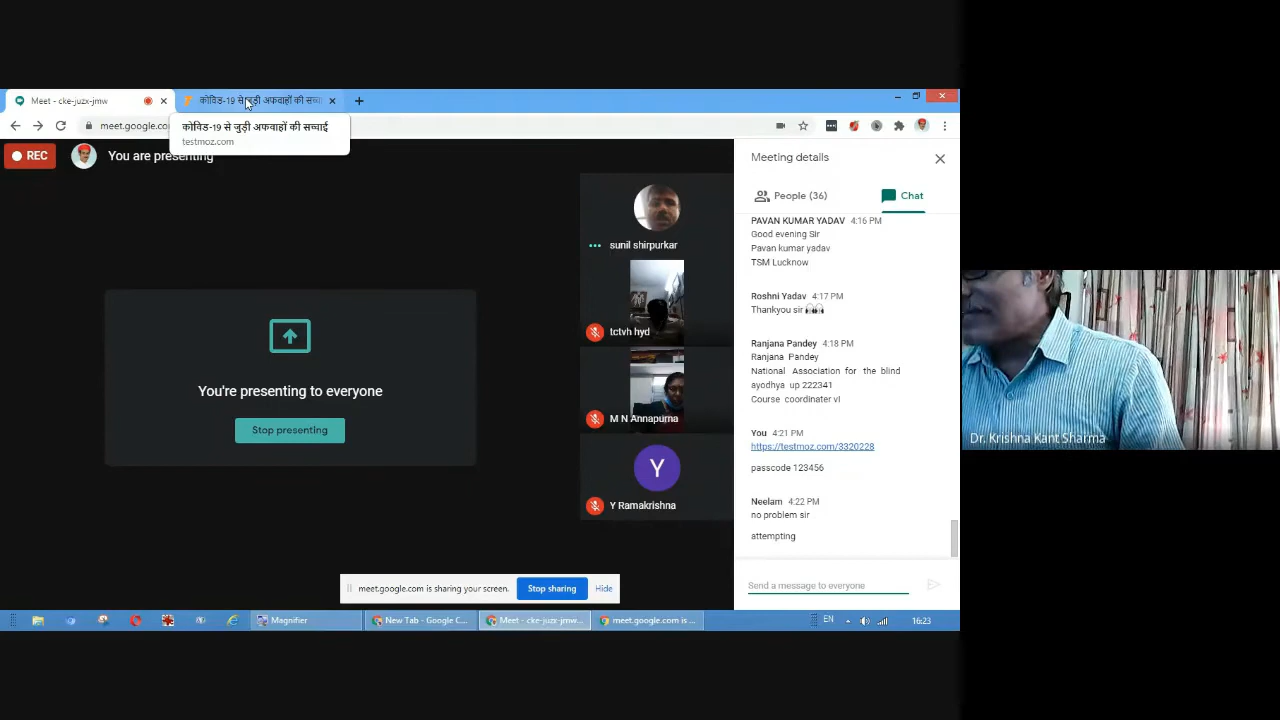 Meet - cke-juzx-jmw
कोविड-19 से जुड़ी अफवाहों की सच्चा
meet.google.co
कोविड-19 से जुड़ी अफवाहों की सच्चाई
testmoz.com
REC
You are presenting
Meeting details
People (36)
Chat
PAVAN KUMAR YADAV 4:16 PM
Good evening Sir
Pavan kumar yadav
TSM Lucknow
Roshni Yadav 4:17 PM
Thankyou sir
Ranjana Pandey 4:18 PM
Ranjana Pandey
National Association for the blind
ayodhya up 222341
Course coordinater vi
You 4:21 PM
https://testmoz.com/3320228
passcode 123456
Neelam 4:22 PM
no problem sir
attempting
Send a message to everyone
sunil shirpurkar
tctvh hyd
M N Annapurna
Y
Y Ramakrishna
You're presenting to everyone
Stop presenting
Dr. Krishna Kant Sharma
meet.google.com is sharing your screen.
Stop sharing
Hide
Magnifier
New Tab - Google C...
Meet - cke-juzx-jmw...
meet.google.com is ...
EN
16:23